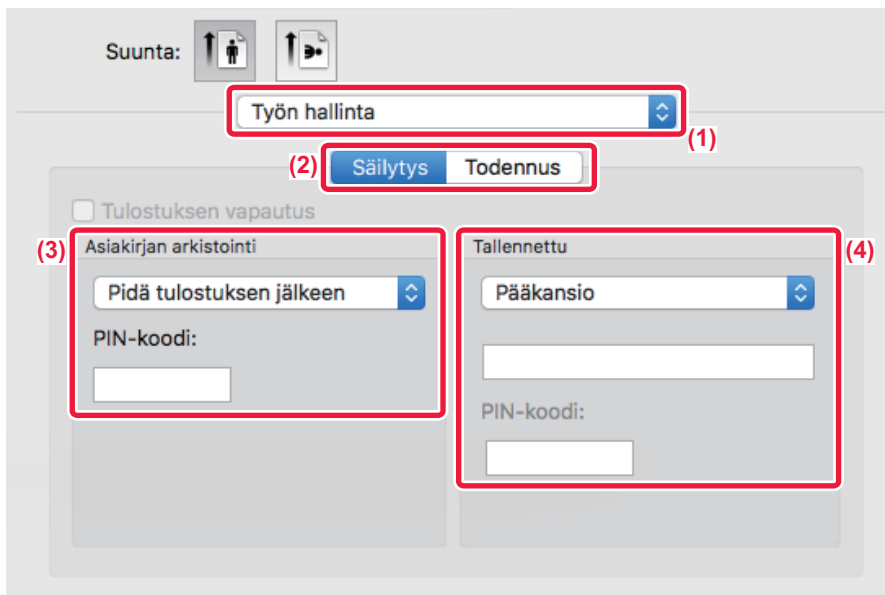 Suunta:
Työn hallinta
(1)
(2) Säilytys Todennus
Tulostuksen vapautus
(3) Asiakirjan arkistointi
Pidä tulostuksen jälkeen
PIN-koodi:
Tallennettu (4)
Pääkansio
PIN-koodi: